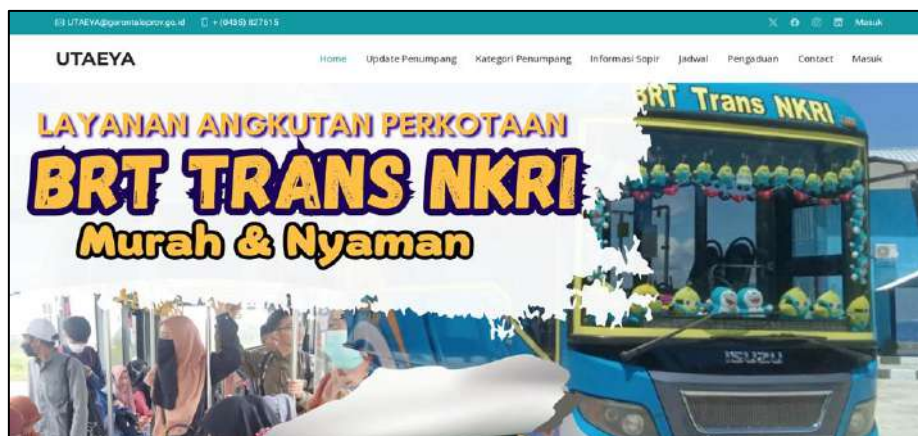 UTAEYA@gorontaloprov.go.id + (0435) 827615 Masuk
UTAEYA Home Update Penumpang Kategori Penumpang Informasi Sopir Jadwal Pengaduan Contact Masuk
LAYANAN ANGKUTAN PERKOTAAN
BRT TRANS NKRI
Murah & Nyaman
BRT Trans NKRI
ISUZU